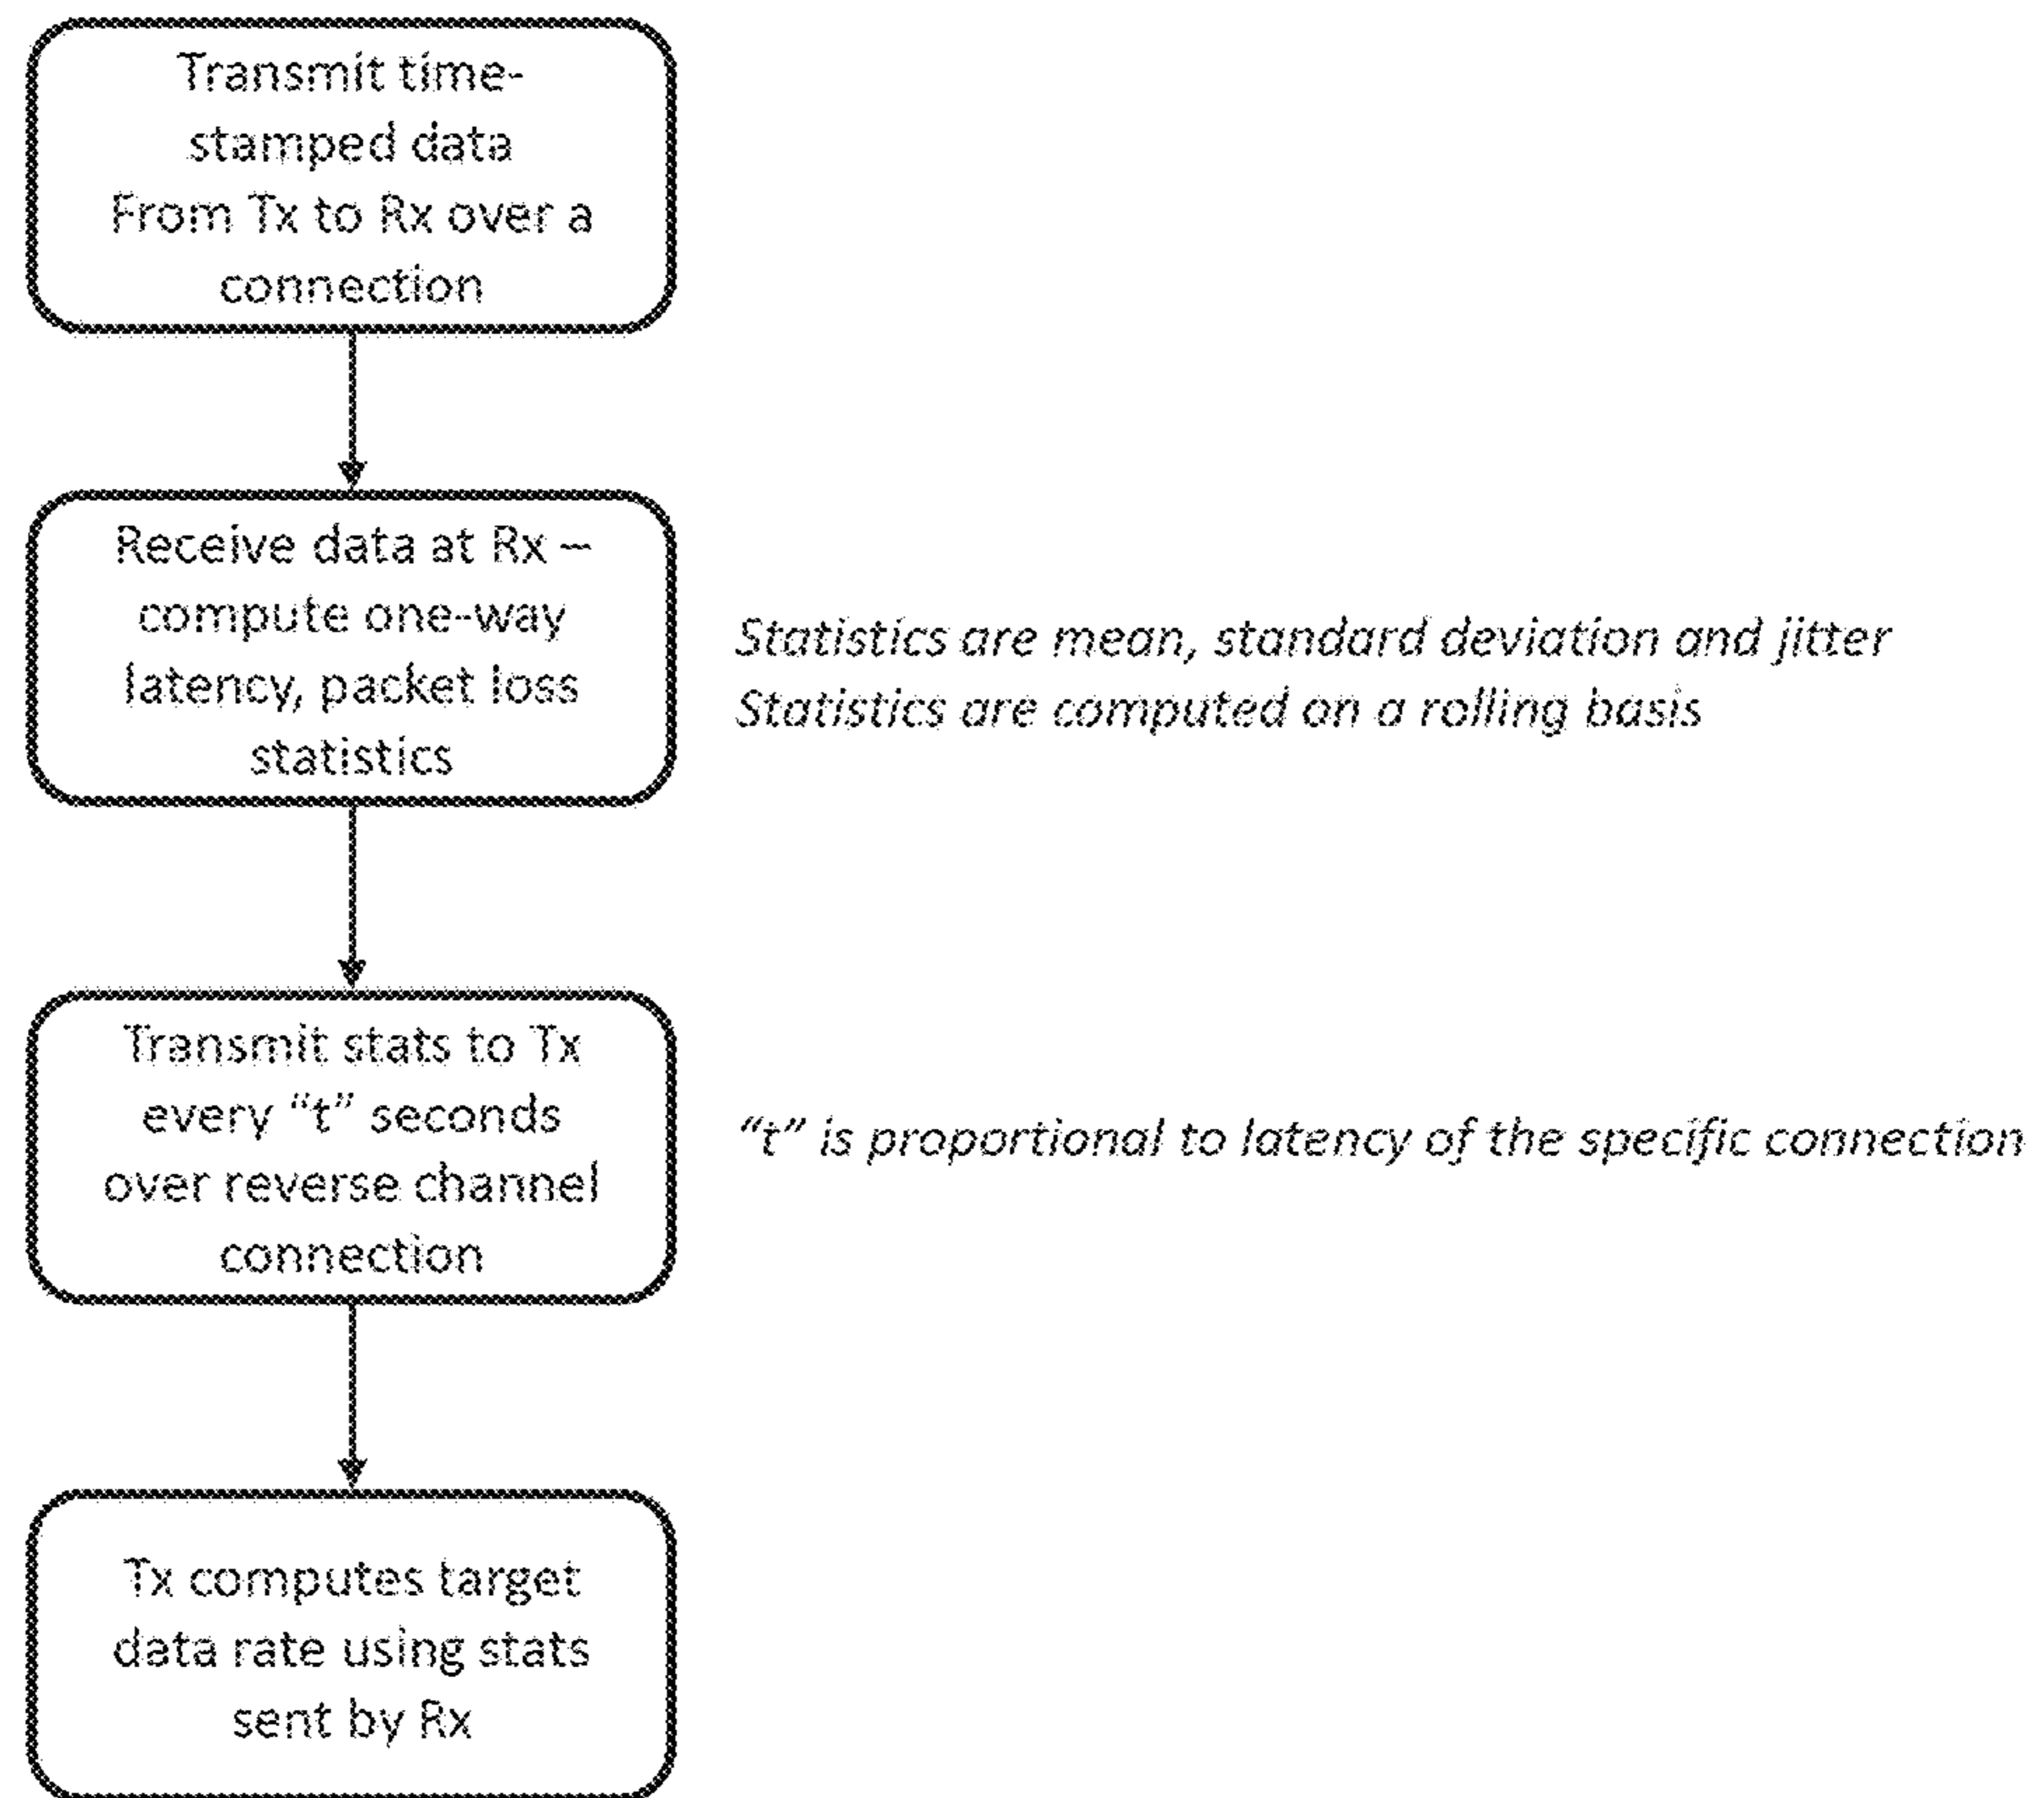 Transmit time-
stamped data
From Tx to Rx over a
connection
Receive data at Rx –
compute one-way
latency, packet loss
statistics
Statistics are mean, standard deviation and jitter
Statistics are computed on a rolling basis
Transmit stats to Tx
every “t” seconds
over reverse channel
connection
“t” is proportional to latency of the specific connection
Tx computes target
data rate using stats
sent by Rx